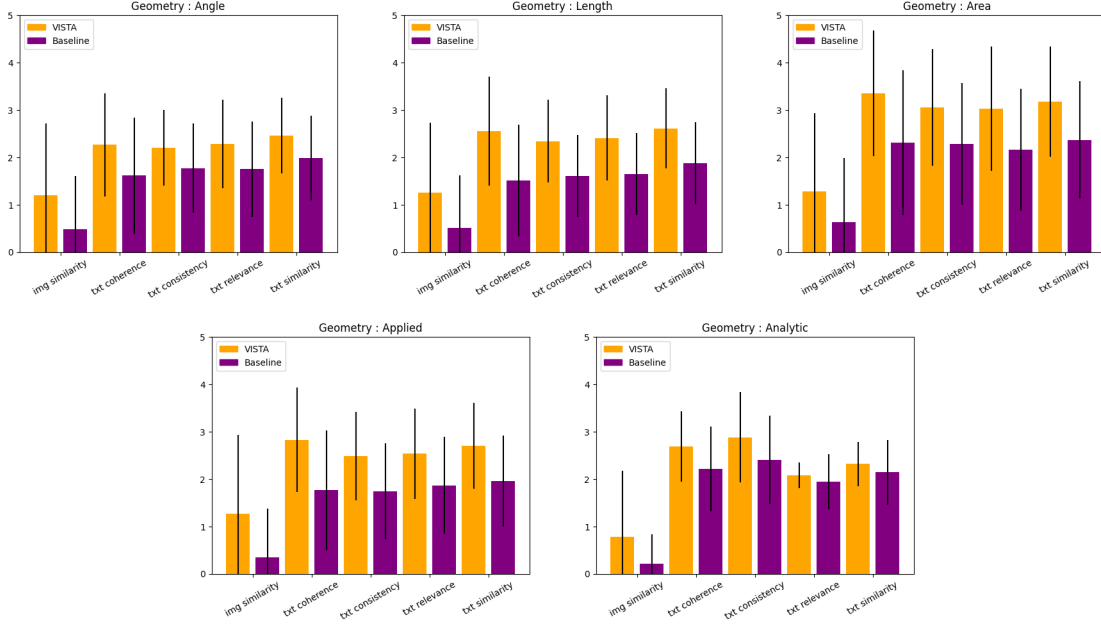 Geometry : Angle
5
4
3
2
1
0
VISTA
Baseline
img similarity
txt coherence
txt consistency
txt relevance
txt similarity
Geometry : Length
5
4
3
2
1
0
VISTA
Baseline
img similarity
txt coherence
txt consistency
txt relevance
txt similarity
Geometry : Area
5
4
3
2
1
0
VISTA
Baseline
img similarity
txt coherence
txt consistency
txt relevance
txt similarity
Geometry : Applied
5
4
3
2
1
0
VISTA
Baseline
img similarity
txt coherence
txt consistency
txt relevance
txt similarity
Geometry : Analytic
5
4
3
2
1
0
VISTA
Baseline
img similarity
txt coherence
txt consistency
txt relevance
txt similarity